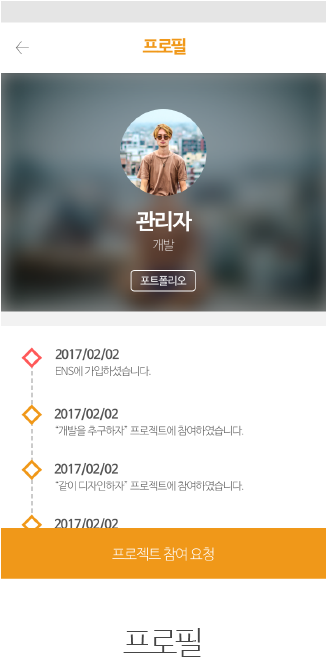 프로필
관리자
개발
포트폴리오
2017/02/02
ENS에 가입하셨습니다.
2017/02/02
"개발을 추구하자" 프로젝트에 참여하였습니다.
2017/02/02
"같이 디자인하자" 프로젝트에 참여하였습니다.
2017/02/02
프로젝트 참여 요청
프로필